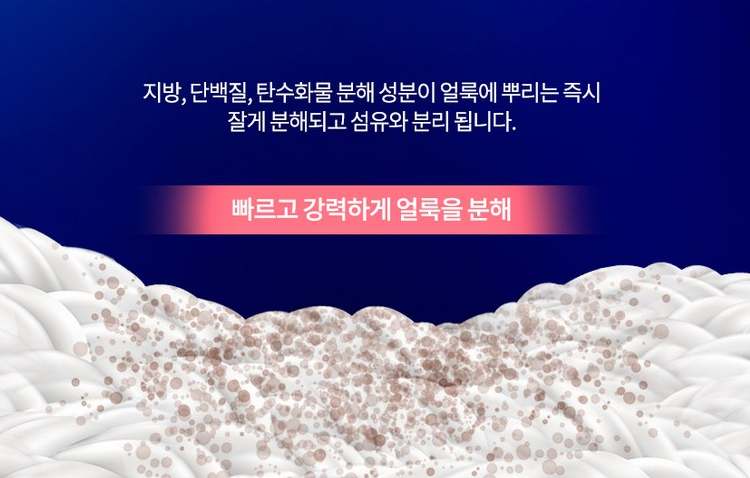 지방, 단백질, 탄수화물 분해 성분이 얼룩에 뿌리는 즉시
잘게 분해되고 섬유와 분리 됩니다.
빠르고 강력하게 얼룩을 분해